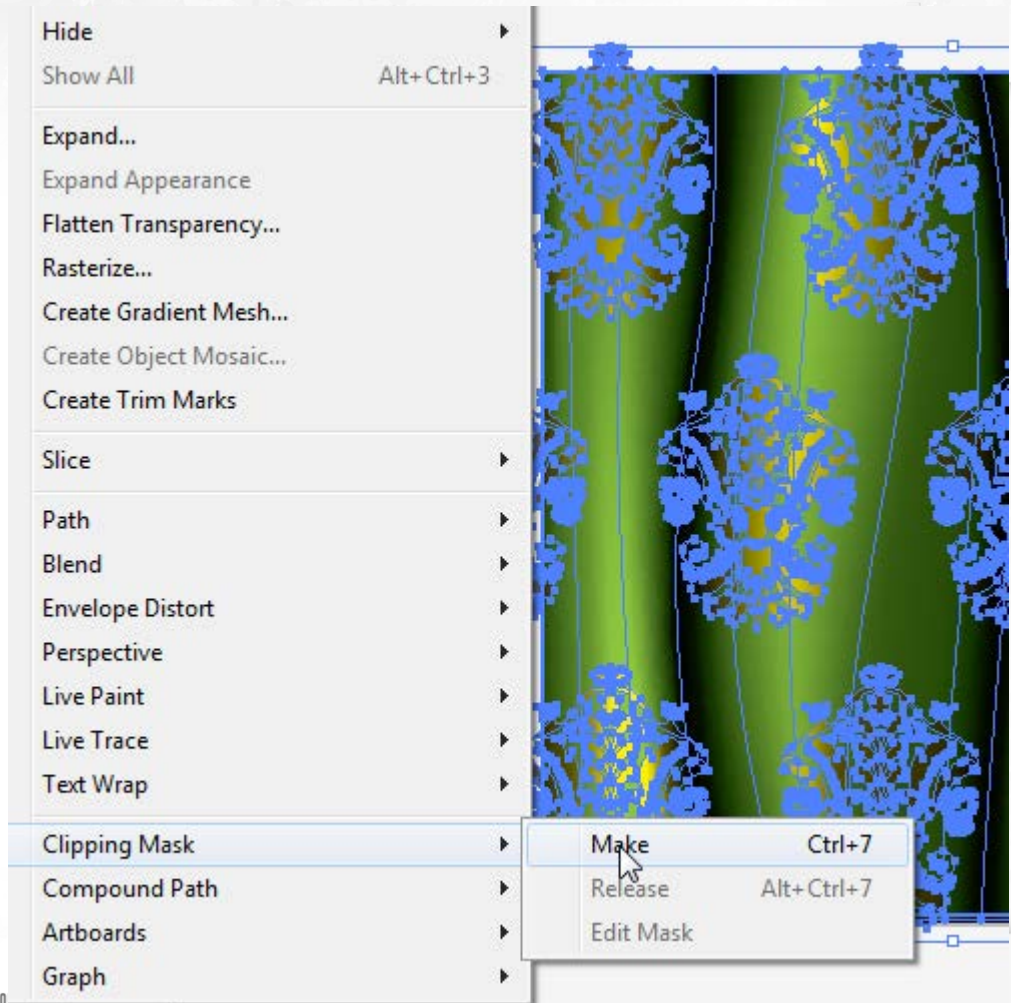 Hide
Show All Alt+Ctrl+3
Expand...
Expand Appearance
Flatten Transparency...
Rasterize...
Create Gradient Mesh...
Create Object Mosaic...
Create Trim Marks
Slice
Path
Blend
Envelope Distort
Perspective
Live Paint
Live Trace
Text Wrap
Clipping Mask
Make Ctrl+7
Compound Path
Release Alt+Ctrl+7
Artboards
Edit Mask
Graph